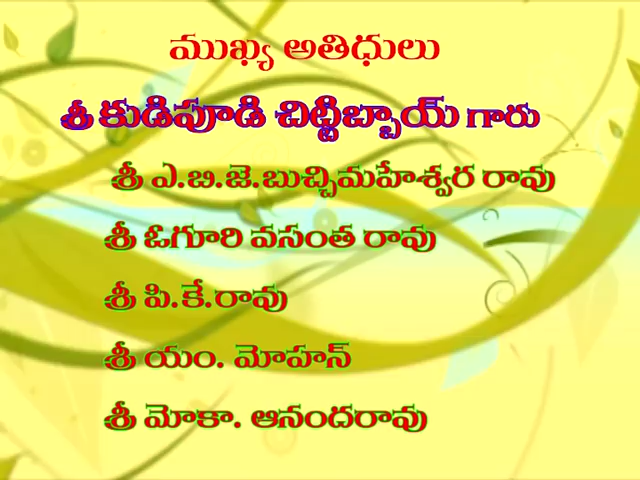 ముఖ్య అతిధులు
శ్రీ కుడిపూడి చిట్టిబ్బాయ్ గారు
శ్రీ ఎ.బి.జె.బుచ్చిమహేశ్వర రావు
శ్రీ ఓగూరి వసంత రావు
శ్రీ పి.కే.రావు
శ్రీ యం. మోహన్
శ్రీ మోకా. ఆనందరావు